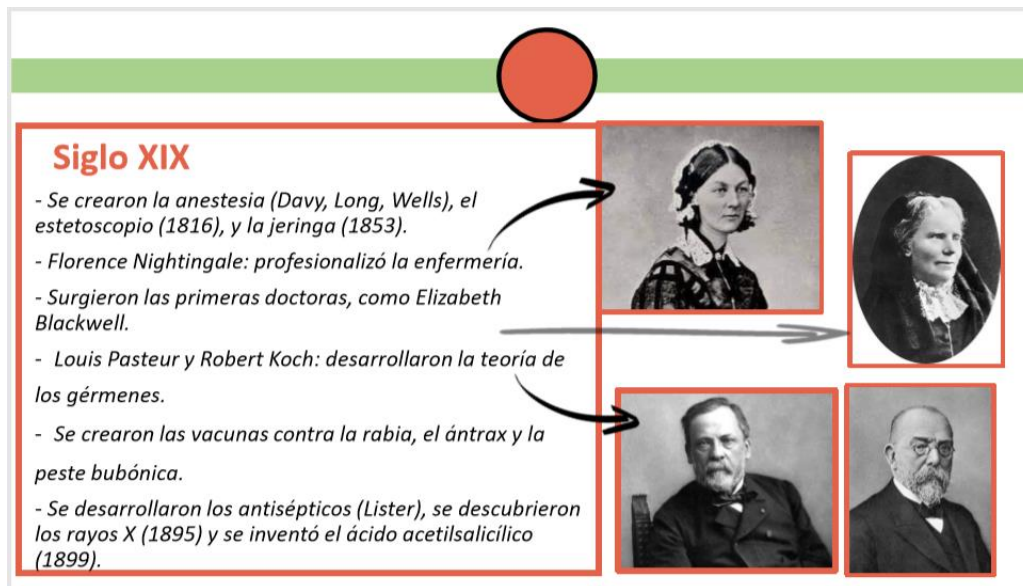 Siglo XIX
- Se crearon la anestesia (Davy, Long, Wells), el
estetoscopio (1816), y la jeringa (1853).
- Florence Nightingale: profesionalizó la enfermería.
- Surgieron las primeras doctoras, como Elizabeth
Blackwell.
- Louis Pasteur y Robert Koch: desarrollaron la teoría de
los gérmenes.
- Se crearon las vacunas contra la rabia, el ántrax y la
peste bubónica.
- Se desarrollaron los antisépticos (Lister), se descubrieron
los rayos X (1895) y se inventó el ácido acetilsalicílico
(1899).